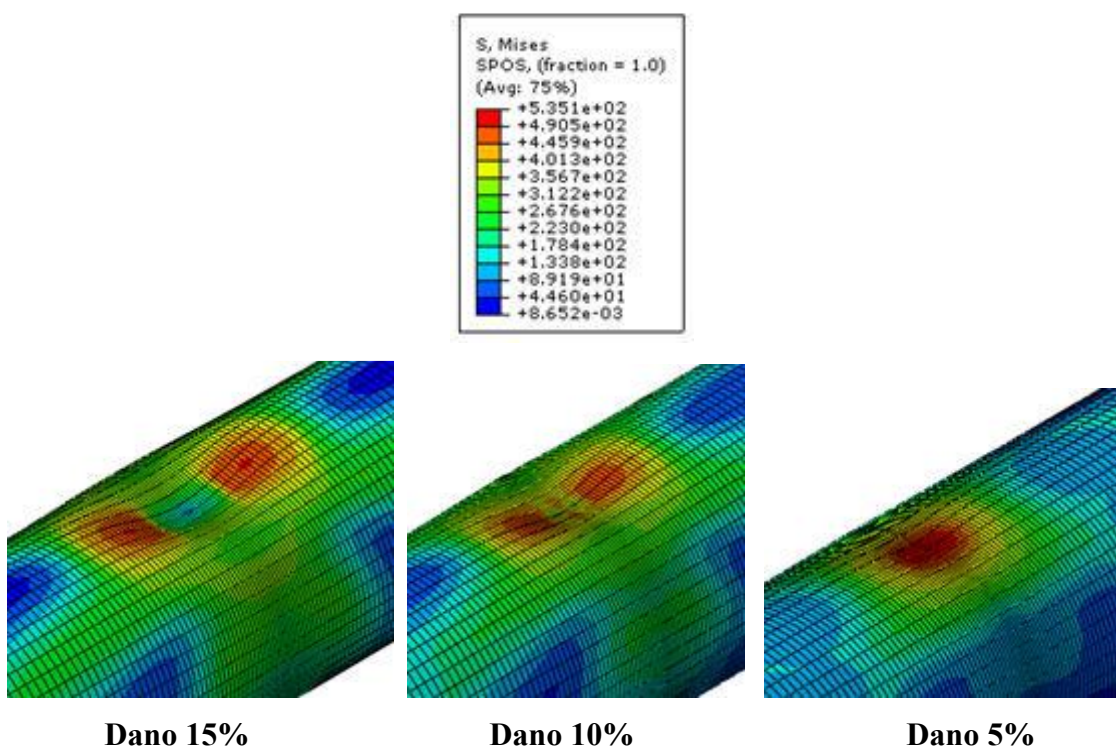 S, Mises
SPOS, (fraction = 1.0)
(Avg: 75%)
+5.351e+02
+4.905e+02
+4.459e+02
+4.013e+02
+3.567e+02
+3.122e+02
+2.676e+02
+2.230e+02
+1.784e+02
+1.338e+02
+8.919e+01
+4.460e+01
+8.652e-03
Dano 15% Dano 10% Dano 5%